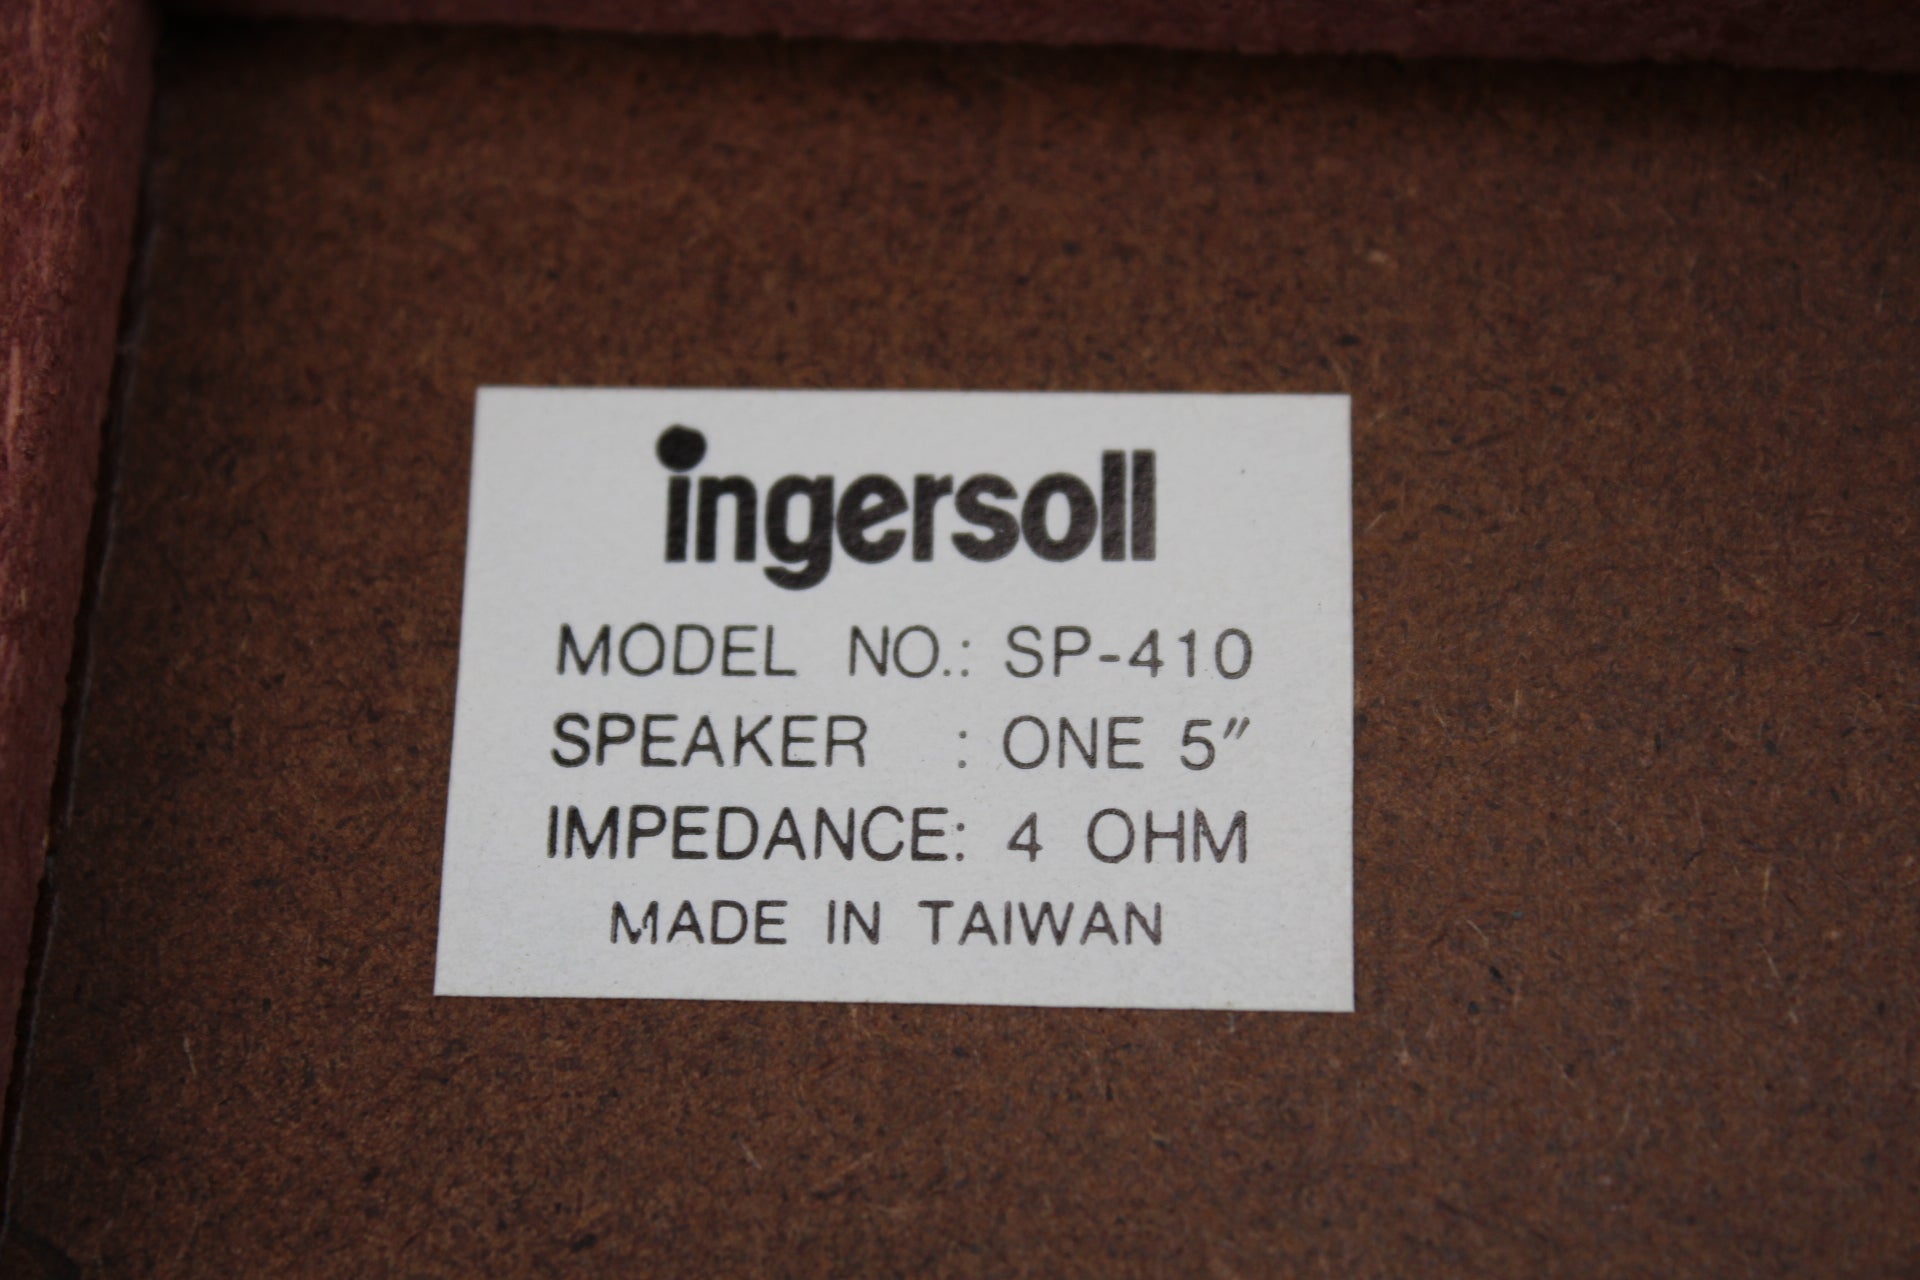 ingersoll
MODEL NO.: SP-410
SPEAKER : ONE 5″
IMPEDANCE: 4 OHM
MADE IN TAIWAN